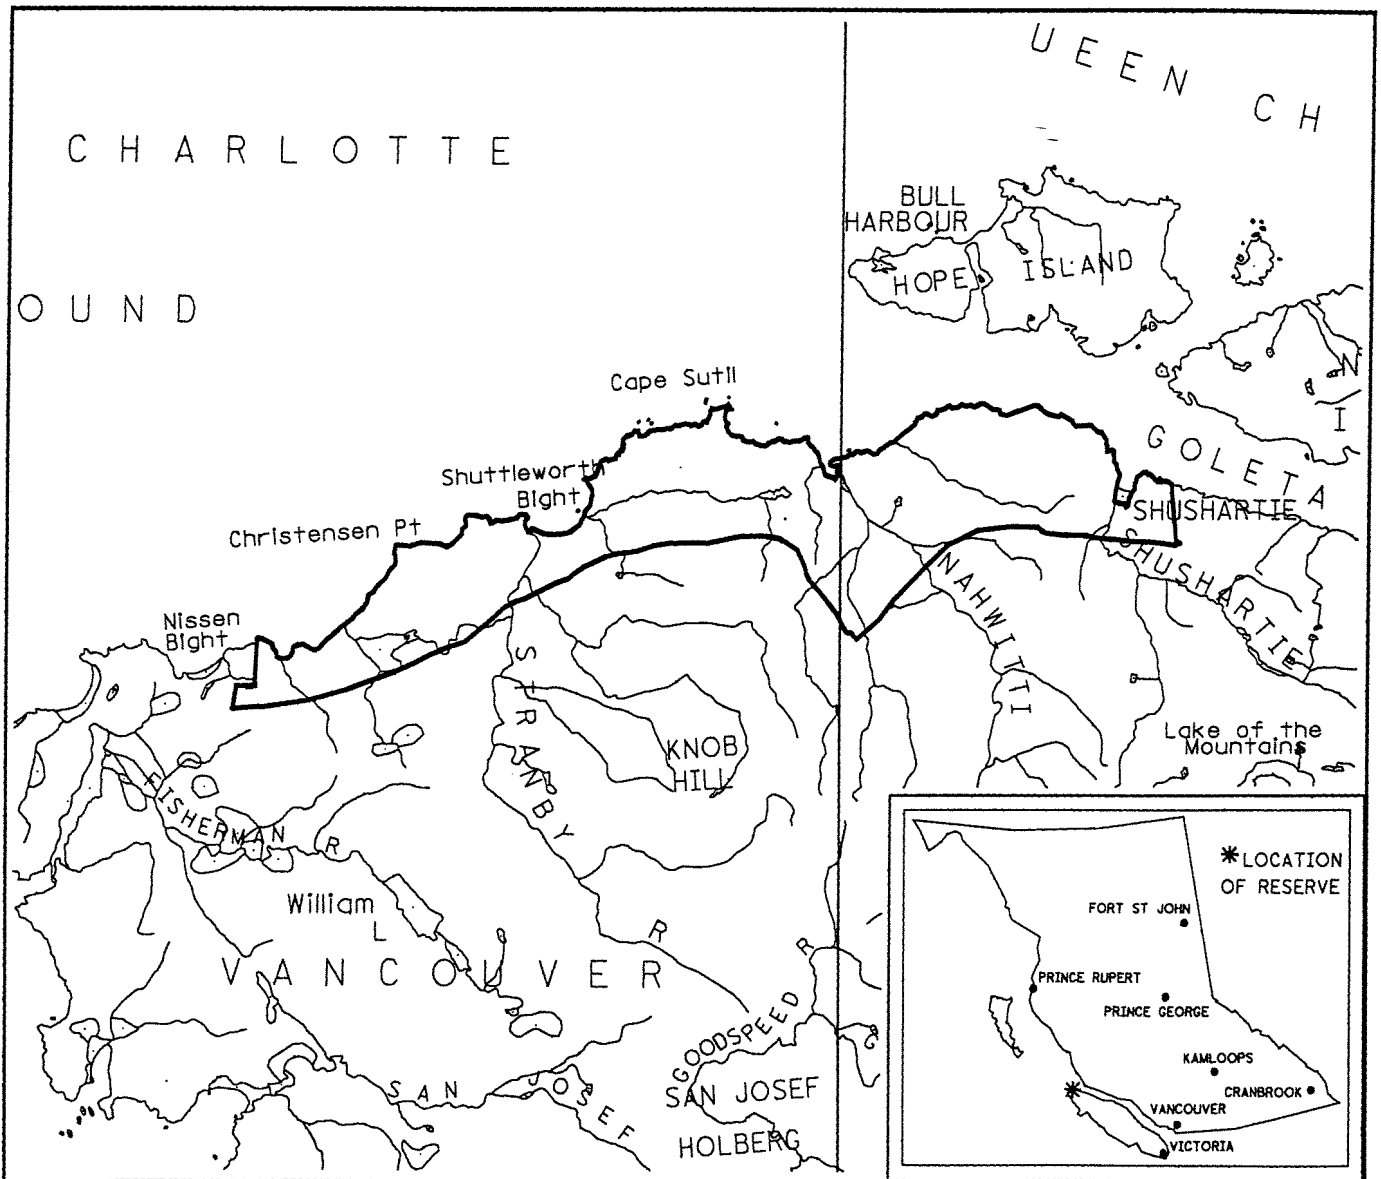 UEEN CH
CHARLOTTE
BULL
HARBOUR
HOPE ISLAND
OUND
N
I
Cape Sutil
GOLETA
Shuttleworth
Bight
SHUSHARTIE
Christensen Pt
SHUSHARTIE
NAHWITTI
Nissen
Bight
STRANBY
R
Lake of the
Mountains
KNOB
HILL
FISHERMAN R
William
L
VANCOUVER
GOODSPEED R
SAN JOSEF
SAN JOSEF
HOLBERG
*LOCATION
OF RESERVE
FORT ST JOHN
PRINCE RUPERT
PRINCE GEORGE
KAMLOOPS
CRANBROOK
VANCOUVER
VICTORIA